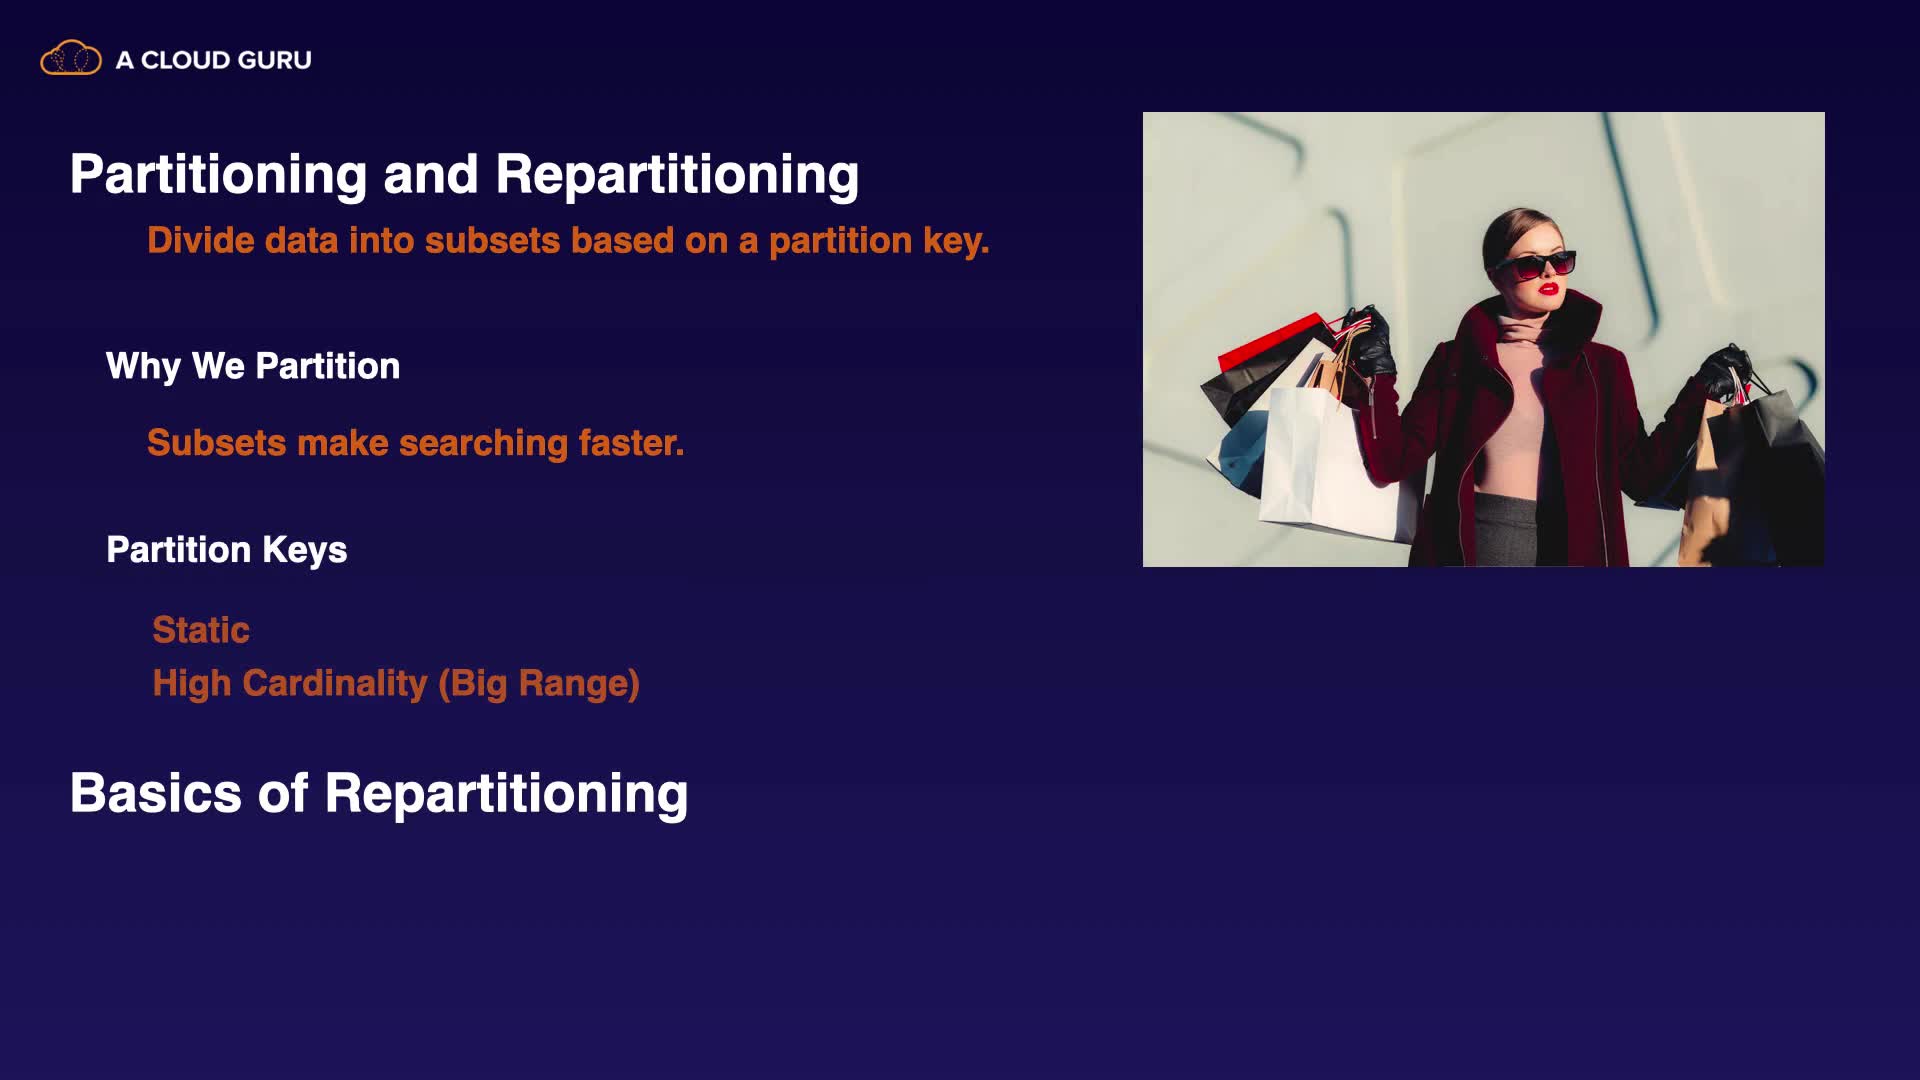 A CLOUD GURU
Partitioning and Repartitioning
Divide data into subsets based on a partition key.
Why We Partition
Subsets make searching faster.
Partition Keys
Static
High Cardinality (Big Range)
Basics of Repartitioning